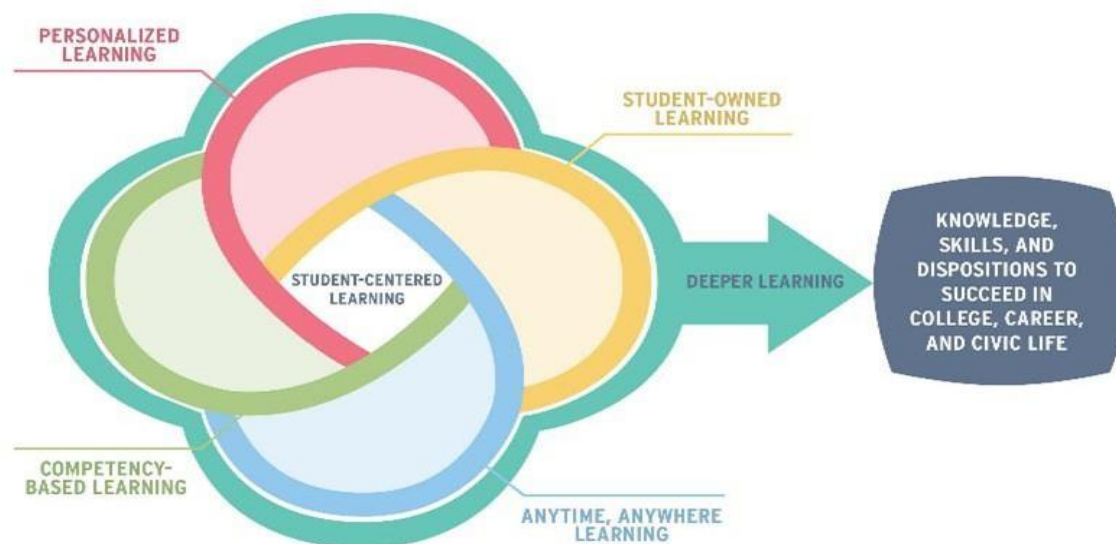 PERSONALIZED
LEARNING
STUDENT-OWNED
LEARNING
STUDENT-CENTERED
LEARNING
DEEPER LEARNING
KNOWLEDGE,
SKILLS, AND
DISPOSITIONS TO
SUCCEED IN
COLLEGE, CAREER,
AND CIVIC LIFE
COMPETENCY-
BASED LEARNING
ANYTIME, ANYWHERE
LEARNING